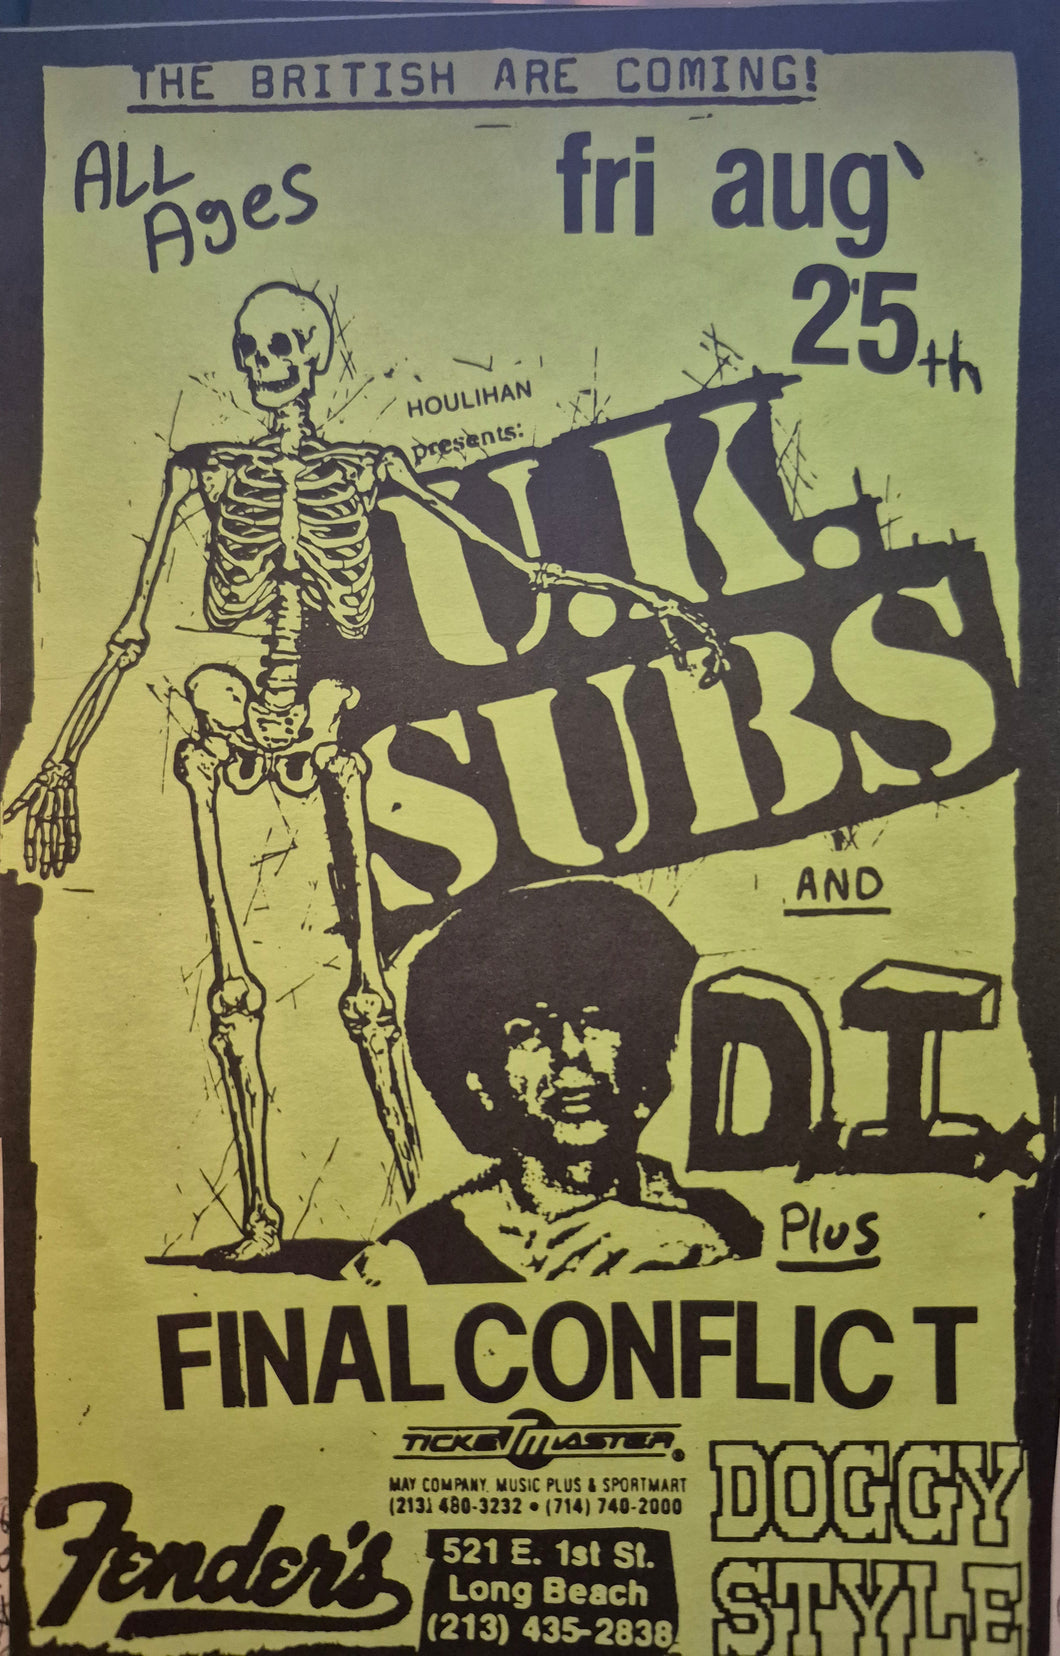 THE BRITISH ARE COMING!
ALL
Ages
fri aug
25th
HOULIHAN
presents:
U.K.
SUBS
AND
D.I.
Plus
FINAL CONFLICT
TICKETMASTER
MAY COMPANY, MUSIC PLUS & SPORTMART
(213) 480-3232 • (714) 740-2000
Fender's
521 E. 1st St.
Long Beach
(213) 435-2838
DOGGY
STYLE